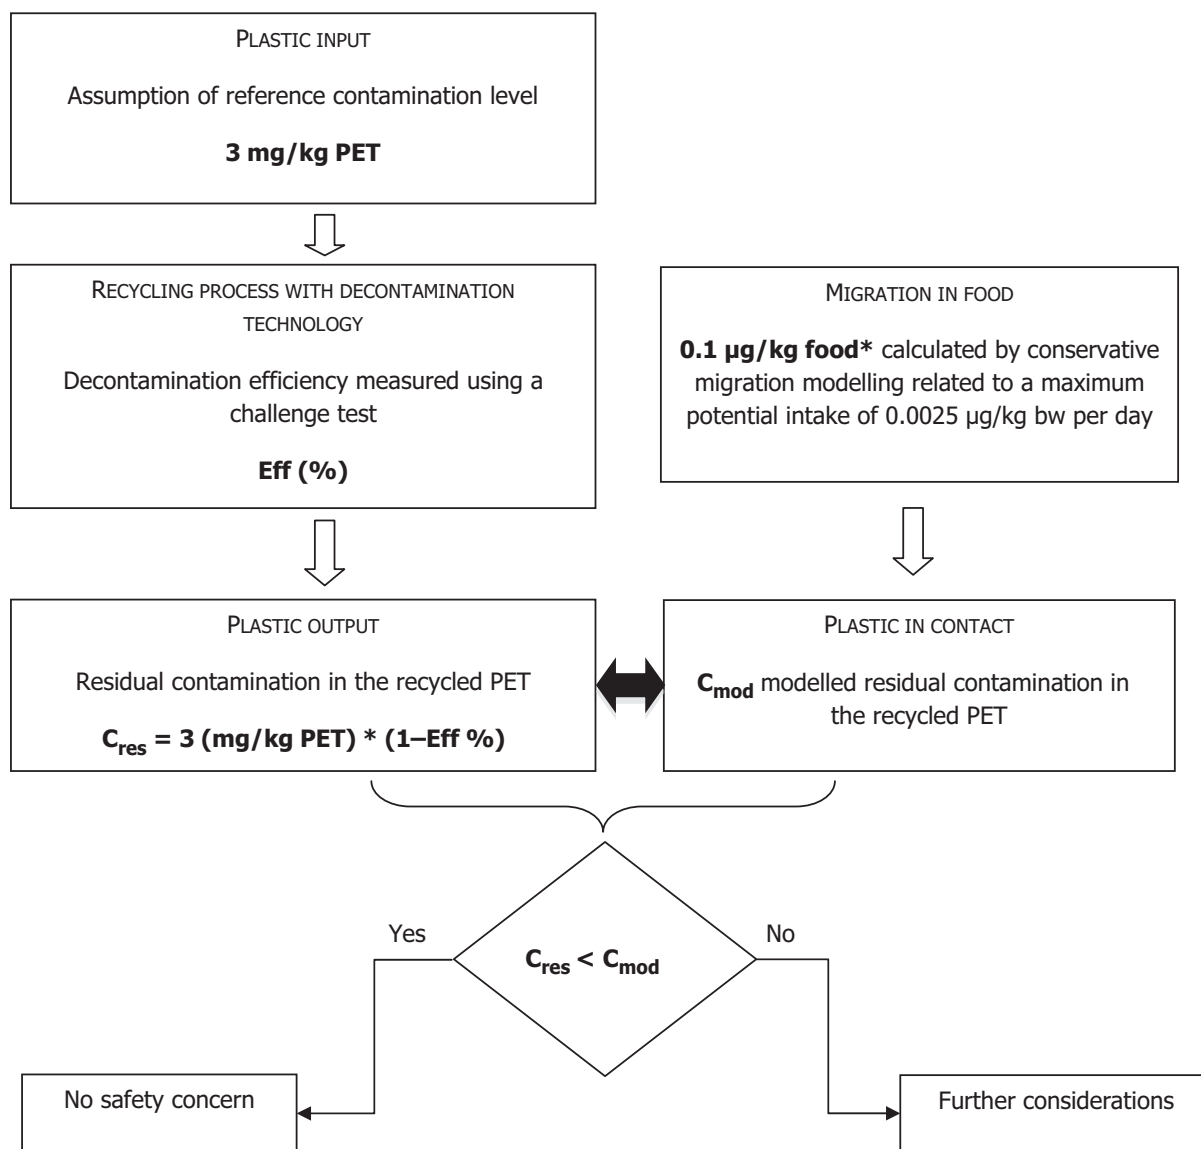 PLASTIC INPUT
Assumption of reference contamination level
3 mg/kg PET
RECYCLING PROCESS WITH DECONTAMINATION
TECHNOLOGY
Decontamination efficiency measured using a
challenge test
Eff (%)
MIGRATION IN FOOD
0.1 µg/kg food* calculated by conservative
migration modelling related to a maximum
potential intake of 0.0025 µg/kg bw per day
PLASTIC OUTPUT
Residual contamination in the recycled PET
Cres = 3 (mg/kg PET) * (1–Eff %)
PLASTIC IN CONTACT
Cmod modelled residual contamination in
the recycled PET
Yes
No
Cres < Cmod
No safety concern
Further considerations